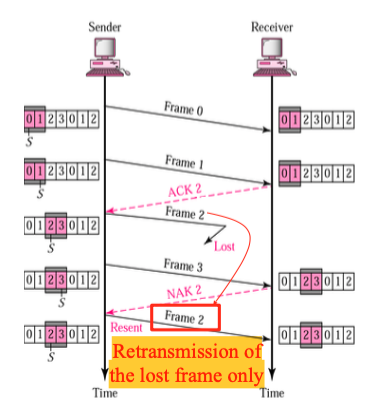 Sender Receiver
Frame 0
0 1 2 3 0 1 2 0 1 2 3 0 1 2
S
Frame 1
0 1 2 3 0 1 2 0 1 2 3 0 1 2
S
ACK 2
Frame 2
0 1 2 3 0 1 2
S
Lost
Frame 3
0 1 2 3 0 1 2 0 1 2 3 0 1 2
S
NAK 2
Frame 2
0 1 2 3 0 1 2 Resent 0 1 2 3 0 1 2
S
Retransmission of
the lost frame only
Time Time